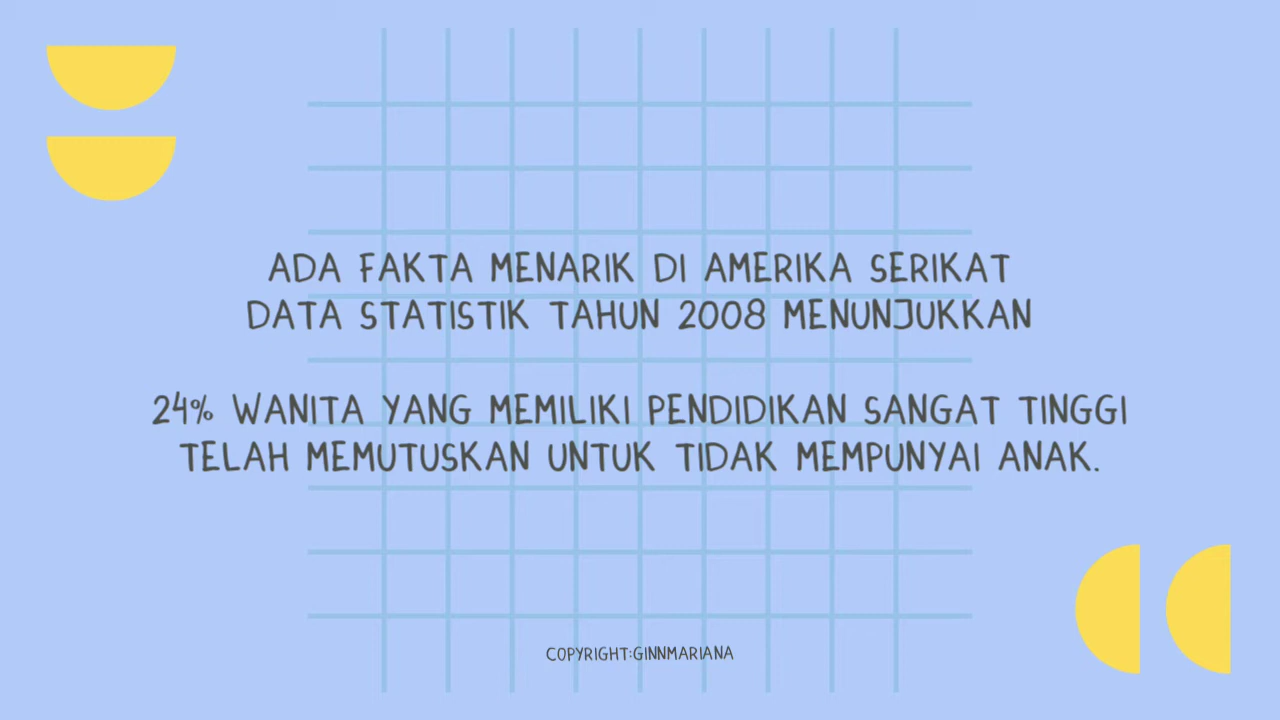 ADA FAKTA MENARIK DI AMERIKA SERIKAT
DATA STATISTIK TAHUN 2008 MENUNJUKKAN
24% WANITA YANG MEMILIKI PENDIDIKAN SANGAT TINGGI
TELAH MEMUTUSKAN UNTUK TIDAK MEMPUNYAI ANAK.
COPYRIGHT:GINNMARIANA